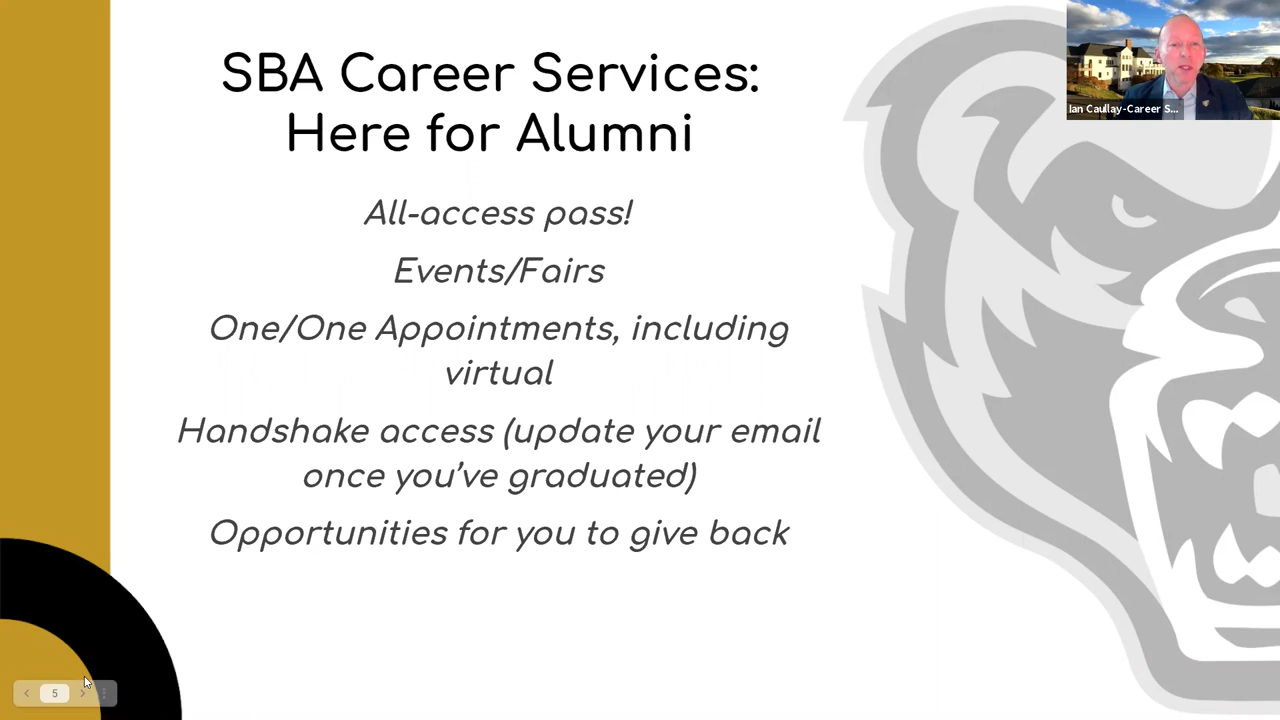 SBA Career Services:
Here for Alumni
All-access pass!
Events/Fairs
One/One Appointments, including
virtual
Handshake access (update your email
once you've graduated)
Opportunities for you to give back
Ian Caullay-Career S...
5